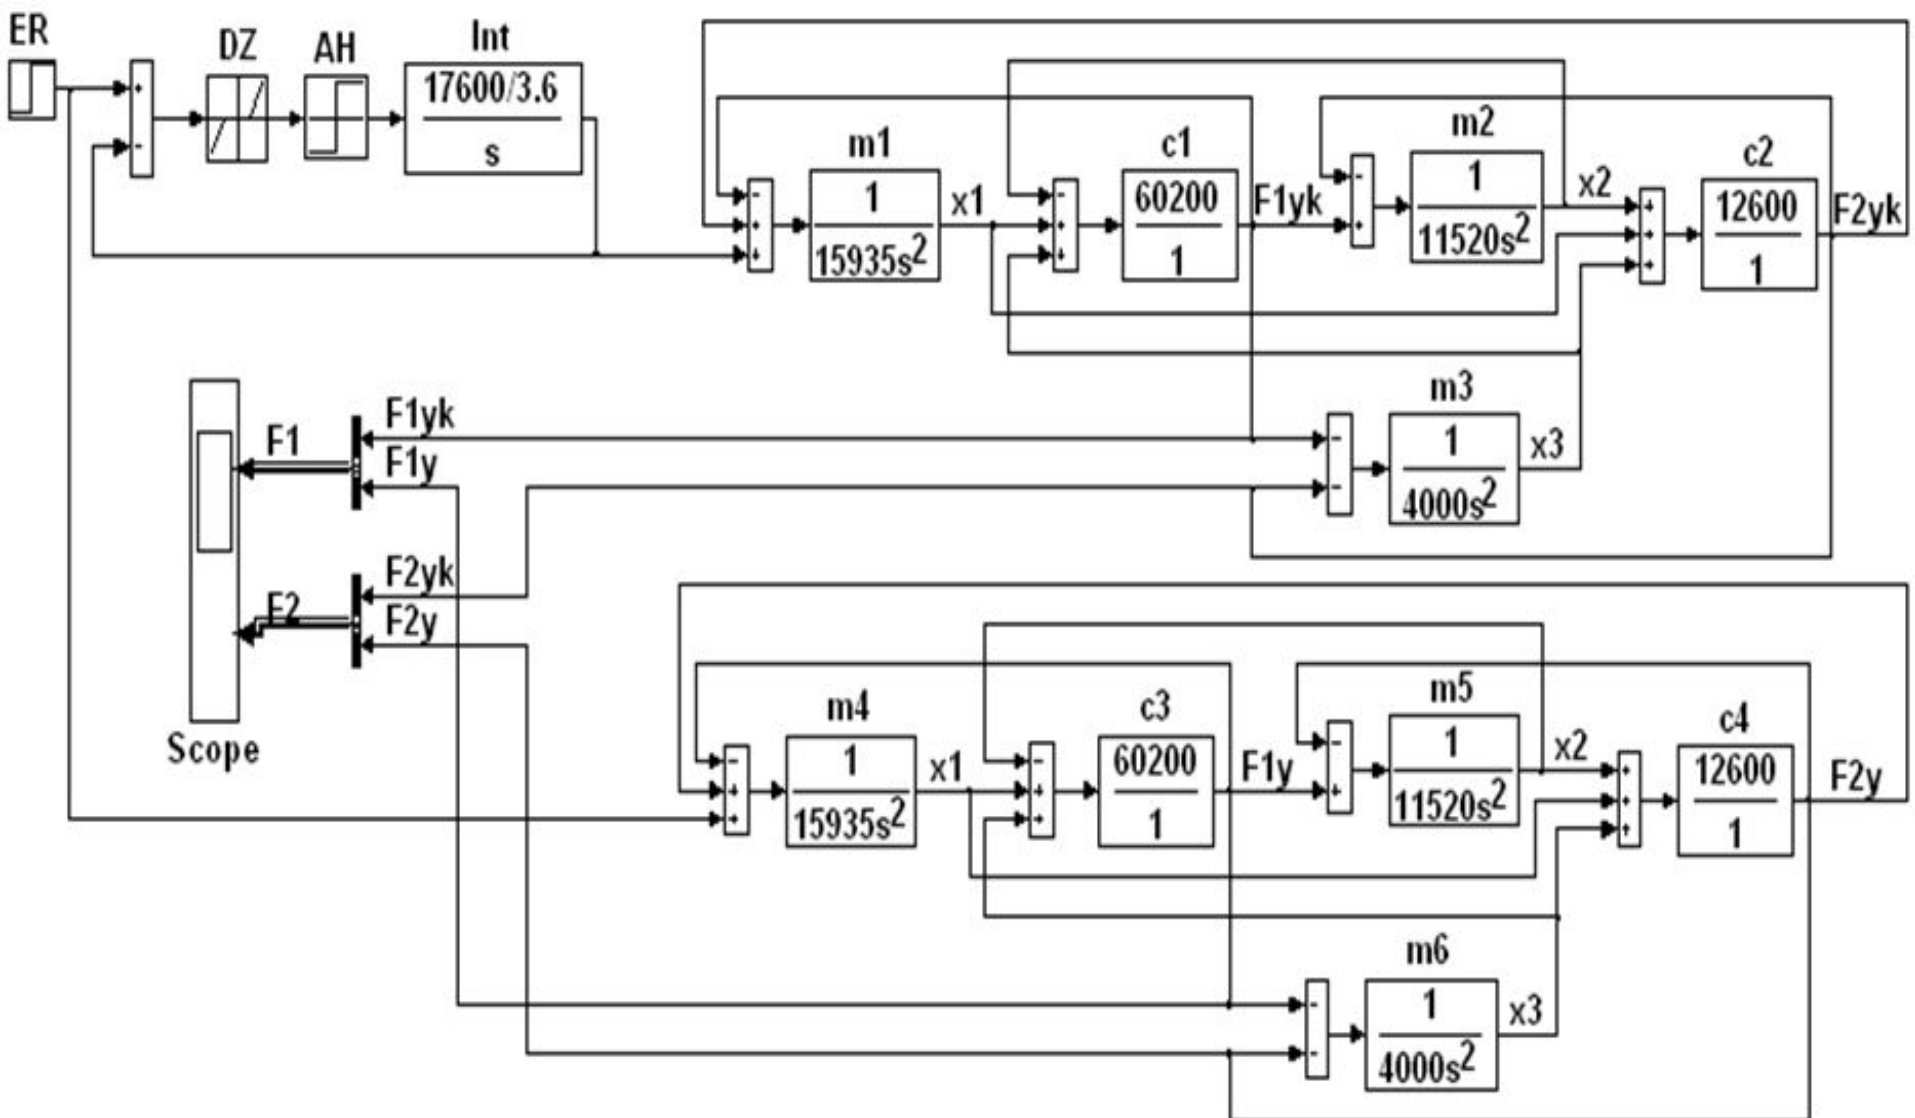 ER
DZ
AH
Int
17600/3.6
s
m1
1
15935s2
x1
c1
60200
1
F1yk
m2
1
11520s2
x2
c2
12600
1
F2yk
m3
1
4000s2
x3
F1yk
F1
F1y
F2yk
F2
F2y
Scope
m4
1
15935s2
x1
c3
60200
1
F1y
m5
1
11520s2
x2
c4
12600
1
F2y
m6
1
4000s2
x3